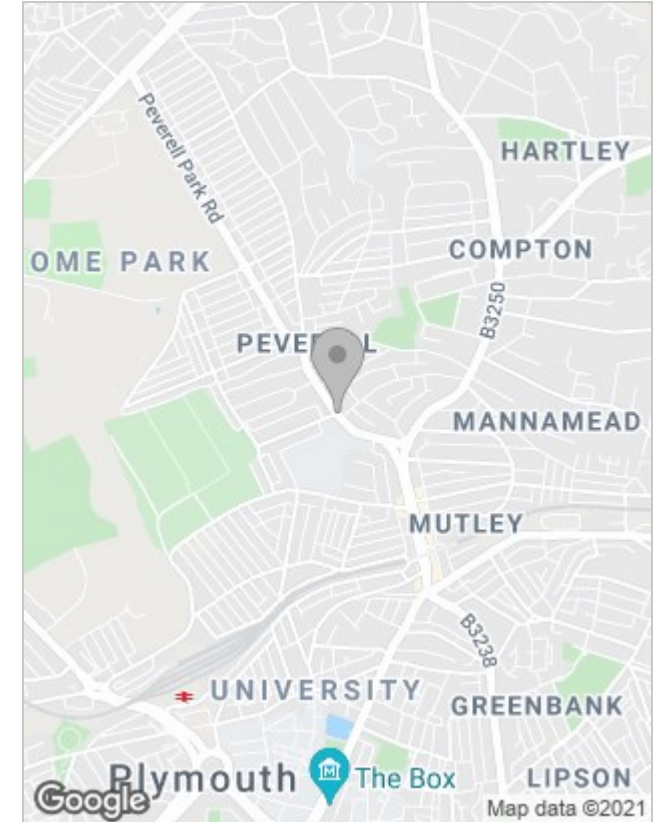 Peverell Park Rd
HARTLEY
OME PARK
COMPTON
B3250
PEVE L
MANNAMEAD
MUTLEY
B3238
UNIVERSITY
GREENBANK
Plymouth
The Box
LIPSON
Google
Map data ©2021